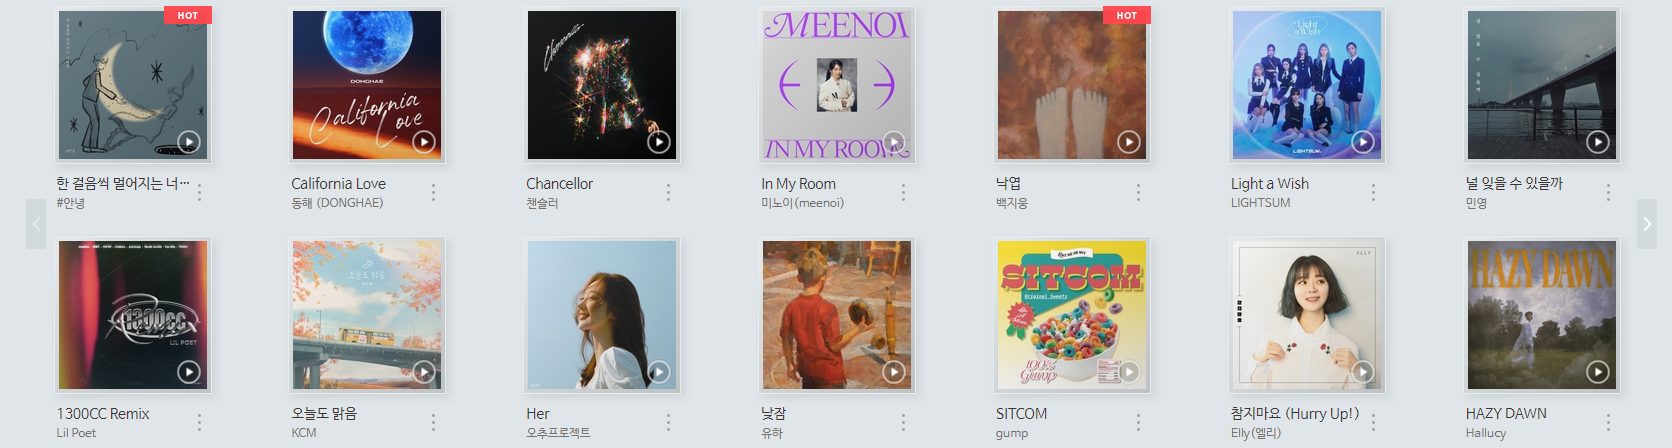 HOT
DONGHAE
California
Love
Chancellor
MEENOI
IN MY ROOM
HOT
Light
a Wish
LIGHTSUM
한 걸음씩 멀어지는 너…
#안녕
California Love
동해 (DONGHAE)
Chancellor
챈슬러
In My Room
미노이(meenoi)
낙엽
백지웅
Light a Wish
LIGHTSUM
널 잊을 수 있을까
민영
1300CC
LIL POET
오늘도 맑음
KCM
SITCOM
Original Sweets
100%
Gump
ELLY
HAZY DAWN
1300CC Remix
Lil Poet
오늘도 맑음
KCM
Her
오추프로젝트
낮잠
유하
SITCOM
gump
참지마요 (Hurry Up!)
Elly(엘리)
HAZY DAWN
Hallucy